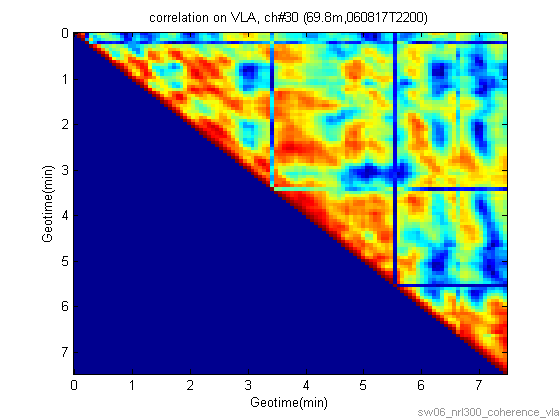 correlation on VLA, ch#30 (69.8m,060817T2200)
0
1
2
3
4
5
6
7
Geotime(min)
0 1 2 3 4 5 6 7
Geotime(min)
sw06_nrl300_coherence_vla